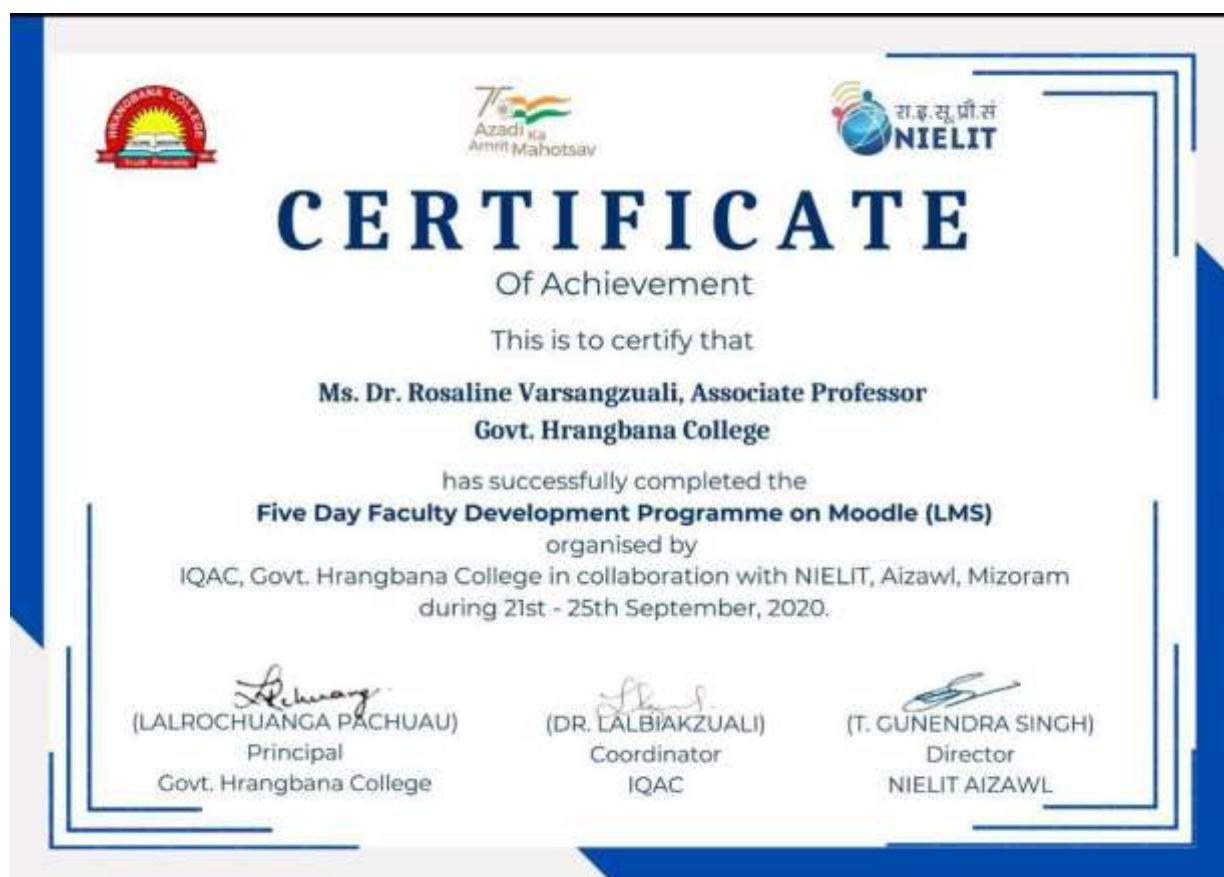 HRANGBANA COLLEGE
Azadi Ka
Amrit Mahotsav
रा.इ.सू.प्रौ.सं
NIELIT
CERTIFICATE
Of Achievement
This is to certify that
Ms. Dr. Rosaline Varsangzuali, Associate Professor
Govt. Hrangbana College
has successfully completed the
Five Day Faculty Development Programme on Moodle (LMS)
organised by
IQAC, Govt. Hrangbana College in collaboration with NIELIT, Aizawl, Mizoram
during 21st - 25th September, 2020.
(LALROCHUANGA PACHUAU)
Principal
Govt. Hrangbana College
(DR. LALBIAKZUALI)
Coordinator
IQAC
(T. GUNENDRA SINGH)
Director
NIELIT AIZAWL